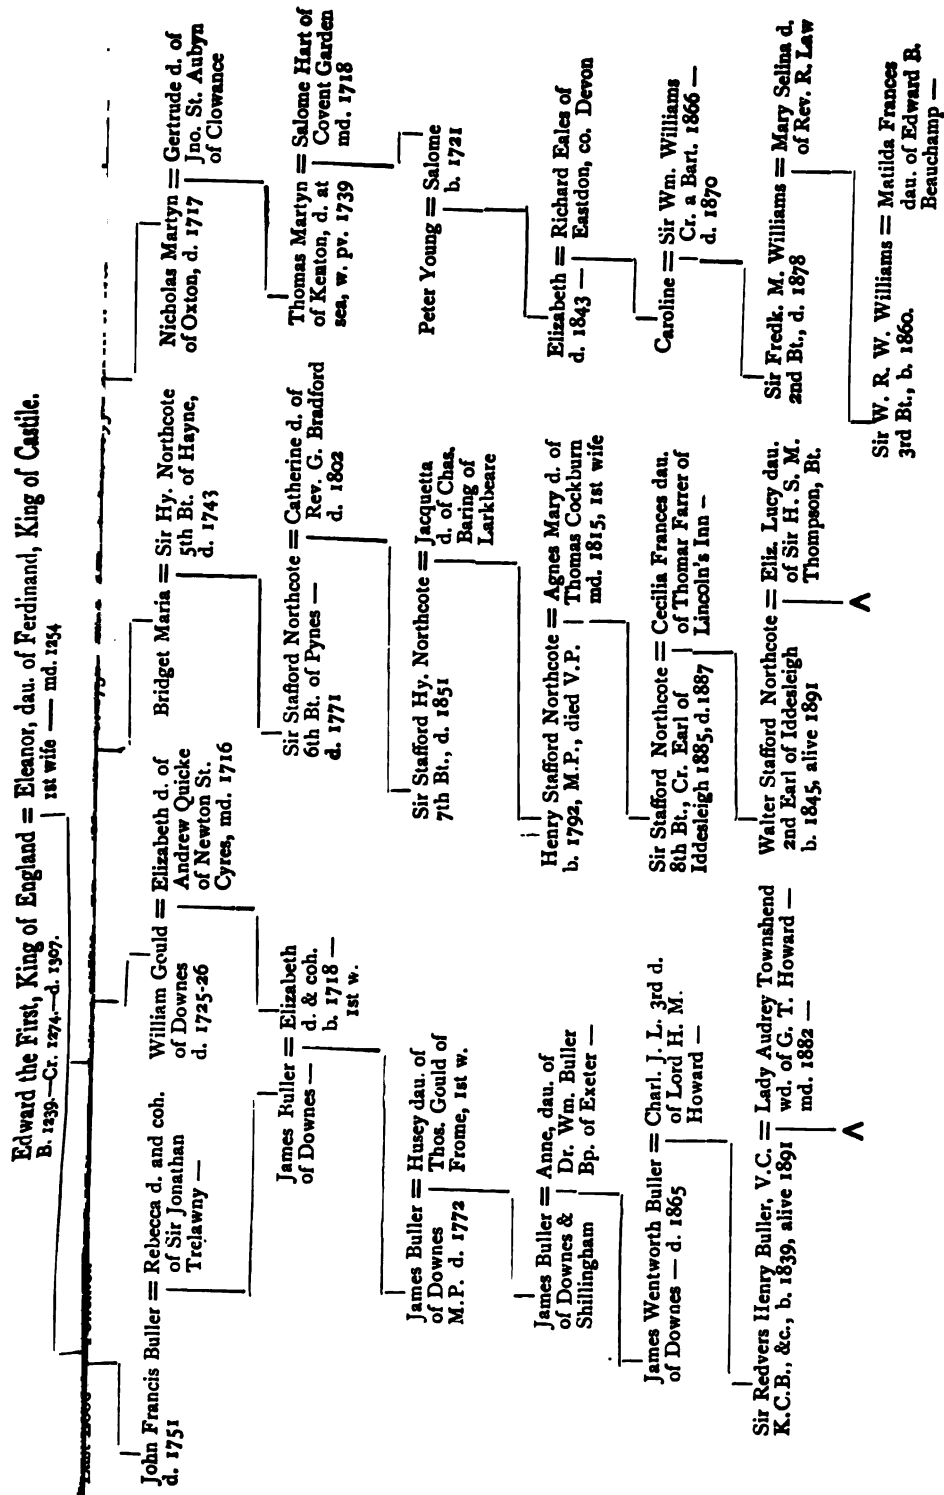 Edward the First, King of England = Eleanor, dau. of Ferdinand, King of Castile.
B. 1239.—Cr. 1274.—d. 1307.
1st wife — md. 1254
John Francis Buller = Rebecca d. and coh.
d. 1751
of Sir Jonathan
Trelawny —
William Gould = Elizabeth d. of
of Downes
d. 1725-26
Andrew Quicke
of Newton St.
Cyres, md. 1716
Bridget Maria = Sir Hy. Northcote
5th Bt. of Hayne,
d. 1743
Nicholas Martyn = Gertrude d. of
of Oxton, d. 1717
Jno. St. Aubyn
of Clowance
James Buller = Elizabeth
of Downes —
d. & coh.
b. 1718 —
1st w.
Sir Stafford Northcote = Catherine d. of
6th Bt. of Pynes —
d. 1771
Rev. G. Bradford
d. 1802
Thomas Martyn = Salome Hart of
of Kenton, d. at
sea, w. pv. 1739
Covent Garden
md. 1718
James Buller = Husey dau. of
of Downes
M.P. d. 1772
Thos. Gould of
Frome, 1st w.
Sir Stafford Hy. Northcote = Jacquetta
7th Bt., d. 1851
d. of Chas.
Baring of
Larkbeare
Peter Young = Salome
b. 1721
James Buller = Anne, dau. of
of Downes &
Shillingham
Dr. Wm. Buller
Bp. of Exeter —
Henry Stafford Northcote = Agnes Mary d. of
b. 1792, M.P., died V.P.
Thomas Cockburn
md. 1815, 1st wife
Elizabeth = Richard Eales of
d. 1843 —
Eastdon, co. Devon
James Wentworth Buller = Charl. J. L. 3rd d.
of Downes — d. 1865
of Lord H. M.
Howard —
Sir Stafford Northcote = Cecilia Frances dau.
8th Bt., Cr. Earl of
Iddesleigh 1885, d. 1887
of Thomar Farrer of
Lincoln's Inn —
Caroline = Sir Wm. Williams
Cr. a Bart. 1866 —
d. 1870
Sir Redvers Henry Buller, V.C. = Lady Audrey Townshend
K.C.B., &c., b. 1839, alive 1891
wd. of G. T. Howard —
md. 1882 —
Walter Stafford Northcote = Eliz. Lucy dau.
2nd Earl of Iddesleigh
b. 1845, alive 1891
of Sir H. S. M.
Thompson, Bt.
Sir Fredk. M. Williams = Mary Selina d.
2nd Bt., d. 1878
of Rev. R. Law
Sir W. R. W. Williams = Matilda Frances
3rd Bt., b. 1860.
dau. of Edward B.
Beauchamp —